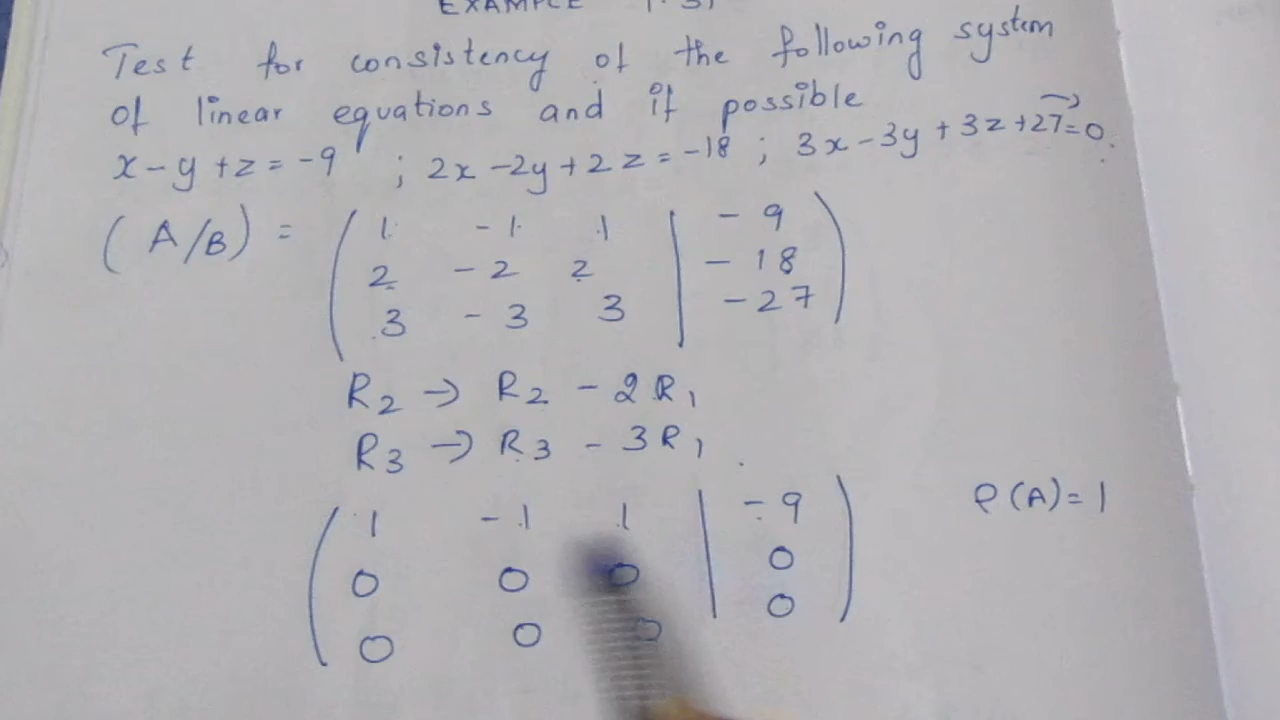 EXAMPLE
Test for consistency of the following system
of linear equations and if possible
x - y + z = -9 ; 2x - 2y + 2z = -18 ; 3x - 3y + 3z + 27 = 0.
(A/B) = ( 1 -1 1 | -9
2 -2 2 | -18
3 -3 3 | -27 )
R2 → R2 - 2R1
R3 → R3 - 3R1
( 1 -1 1 | -9 ) ρ(A) = 1
0 0 0 | 0
0 0 0 | 0